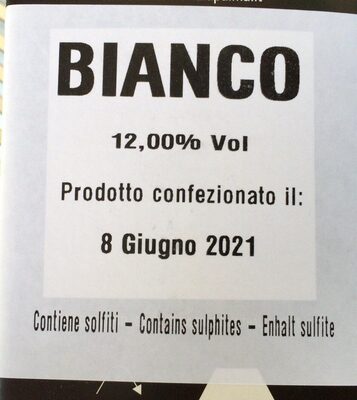 BIANCO
12,00% Vol
Prodotto confezionato il:
8 Giugno 2021
Contiene solfiti – Contains sulphites – Enhalt sulfite